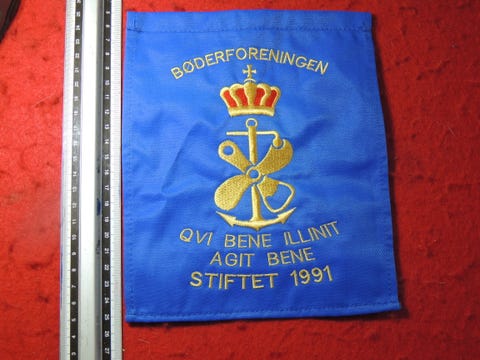 BØDERFORENINGEN
QVI BENE ILLINIT
AGIT BENE
STIFTET 1991